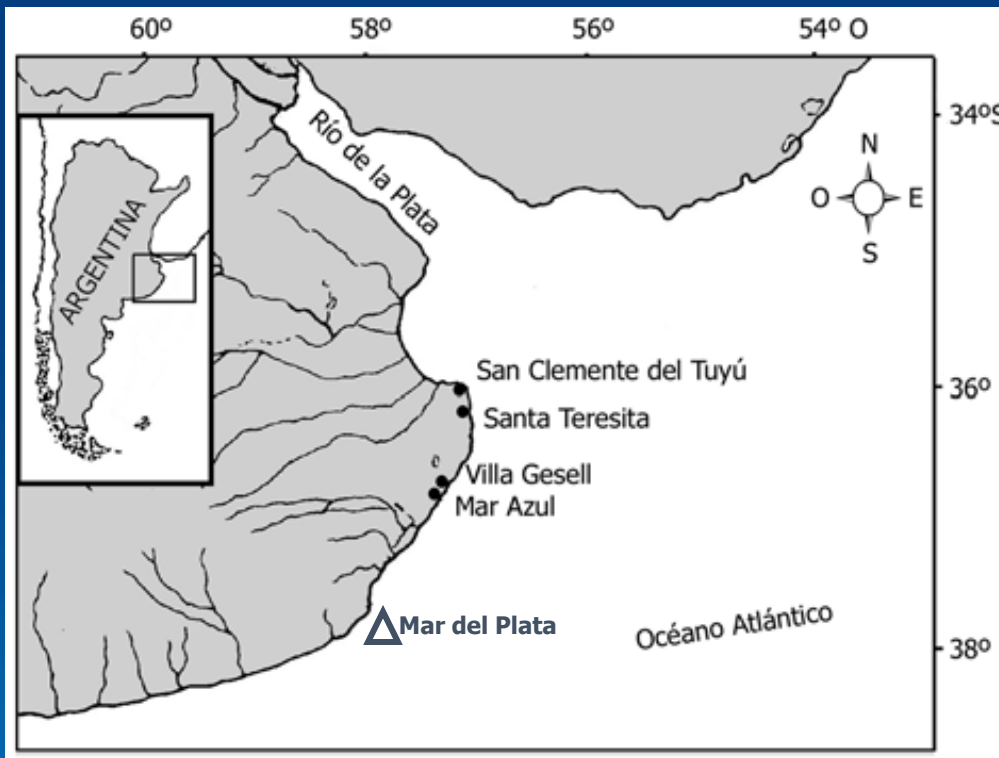 60º 58º 56º 54º O
34ºS
Río de la Plata
N
O E
S
ARGENTINA
San Clemente del Tuyú
36º
Santa Teresita
Villa Gesell
Mar Azul
Mar del Plata
Océano Atlántico
38º